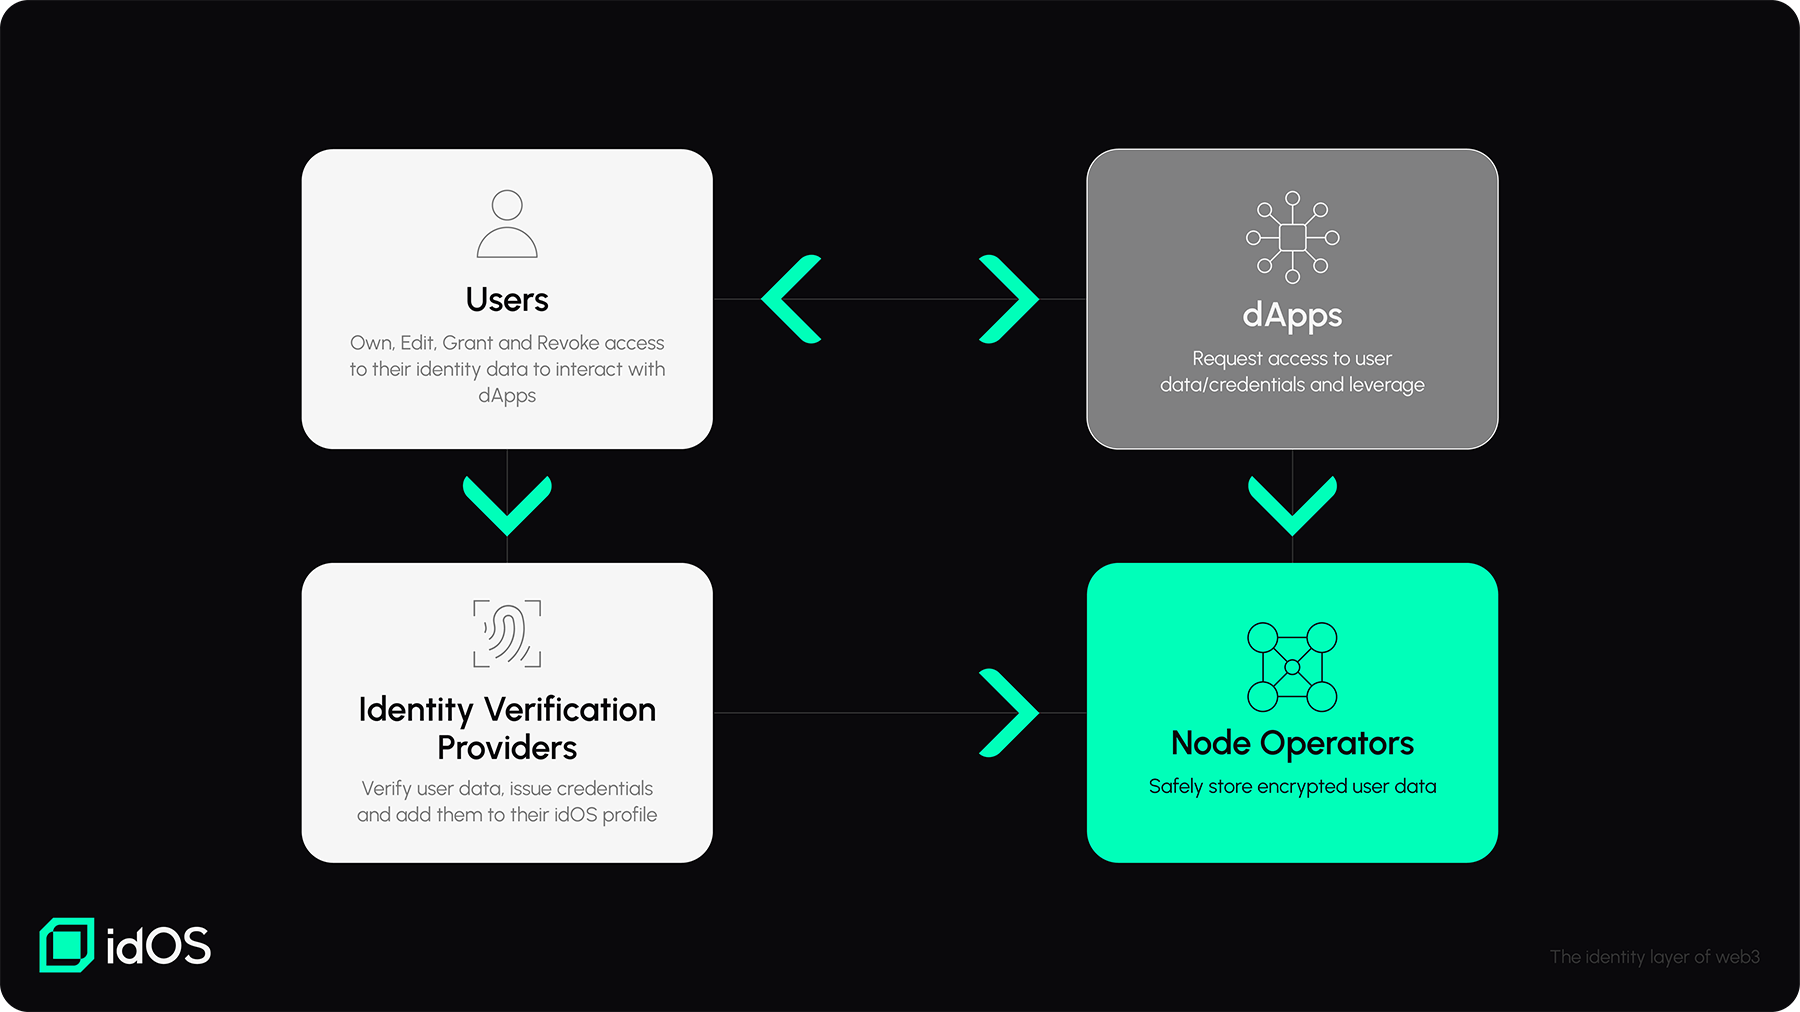 Users
Own, Edit, Grant and Revoke access
to their identity data to interact with
dApps
dApps
Request access to user
data/credentials and leverage
Identity Verification
Providers
Verify user data, issue credentials
and add them to their idOS profile
Node Operators
Safely store encrypted user data
idOS
The identity layer of web3